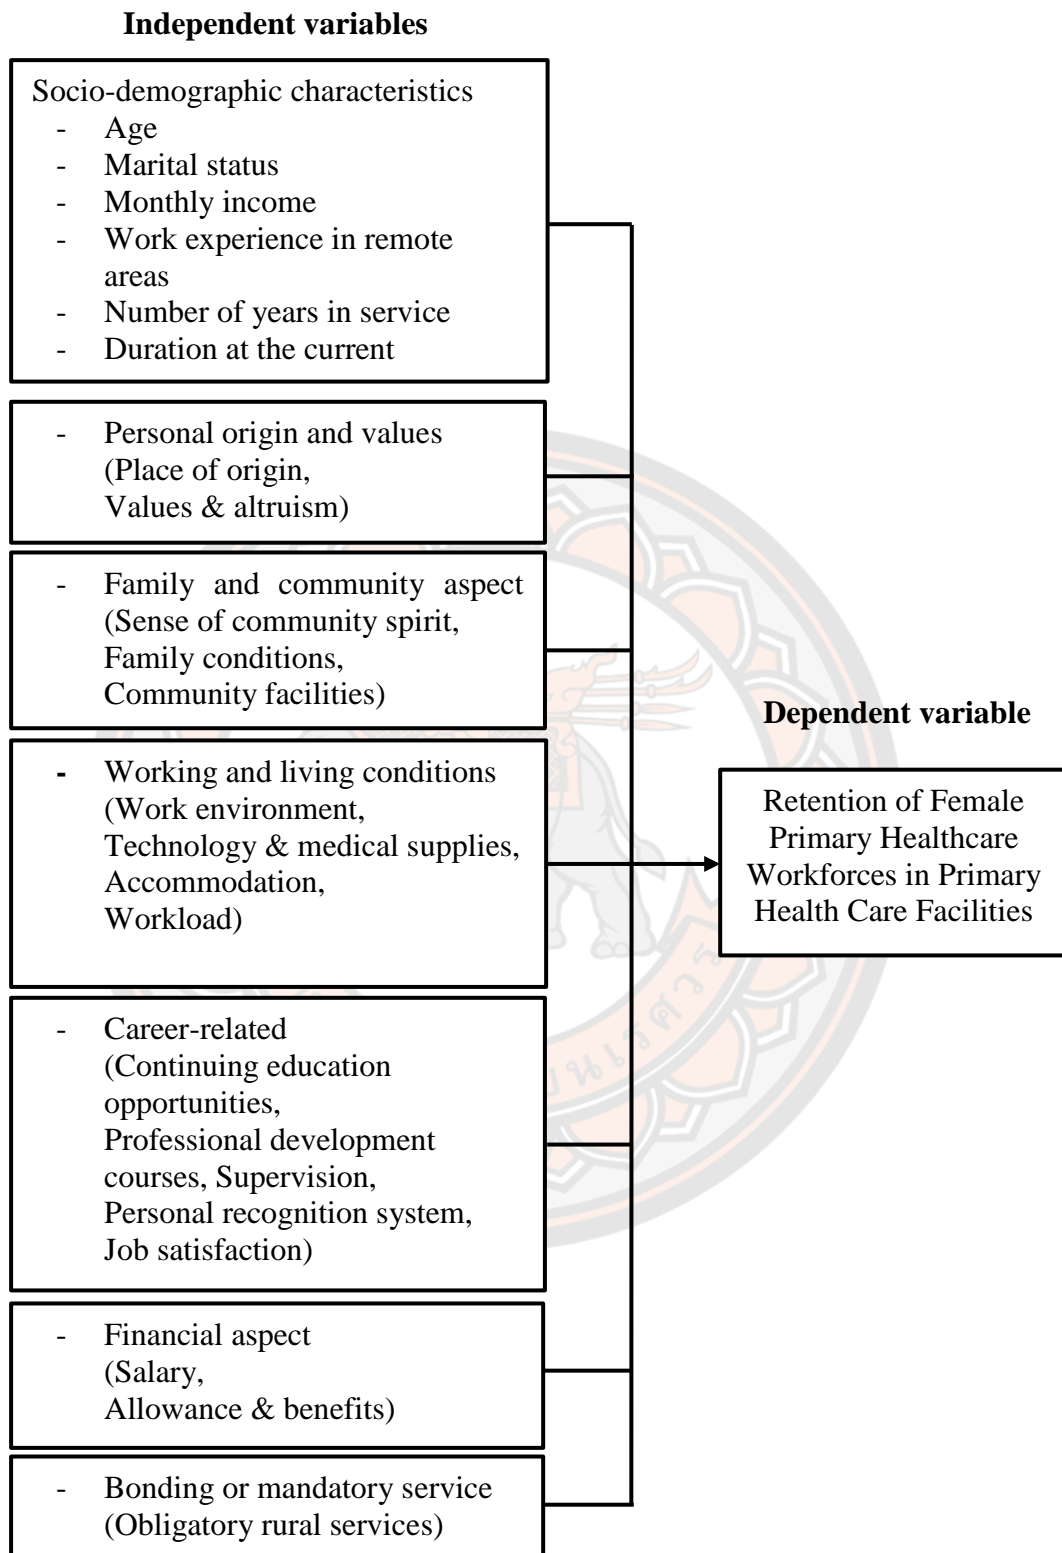 Independent variables
Socio-demographic characteristics
- Age
- Marital status
- Monthly income
- Work experience in remote
areas
- Number of years in service
- Duration at the current
- Personal origin and values
(Place of origin,
Values & altruism)
- Family and community aspect
(Sense of community spirit,
Family conditions,
Community facilities)
- Working and living conditions
(Work environment,
Technology & medical supplies,
Accommodation,
Workload)
- Career-related
(Continuing education
opportunities,
Professional development
courses, Supervision,
Personal recognition system,
Job satisfaction)
- Financial aspect
(Salary,
Allowance & benefits)
- Bonding or mandatory service
(Obligatory rural services)
Dependent variable
Retention of Female
Primary Healthcare
Workforces in Primary
Health Care Facilities